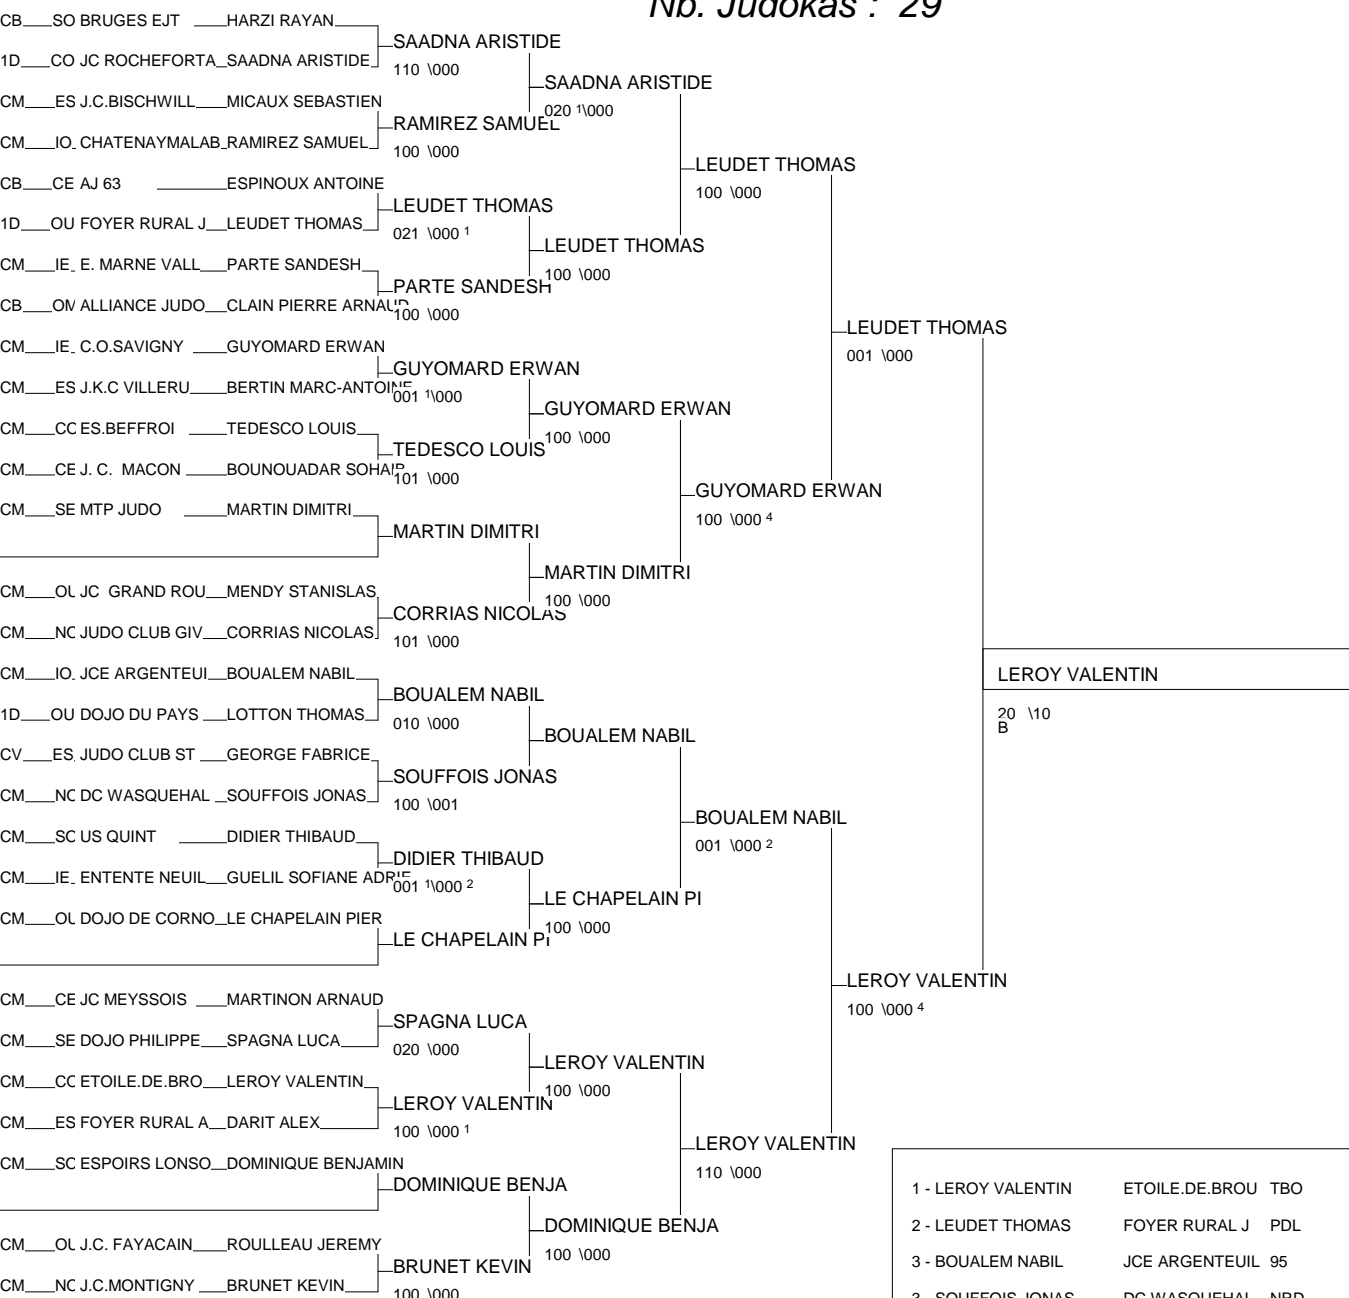 Nb. Judokas : 29
CB SO BRUGES EJT HARZI RAYAN
SAADNA ARISTIDE
1D CO JC ROCHEFORTA SAADNA ARISTIDE
110 \000
SAADNA ARISTIDE
020 1\000
CM ES J.C.BISCHWILL MICAUX SEBASTIEN
RAMIREZ SAMUEL
CM IO CHATENAYMALAB RAMIREZ SAMUEL
100 \000
LEUDET THOMAS
100 \000
CB CE AJ 63 ESPINOUX ANTOINE
LEUDET THOMAS
1D OU FOYER RURAL J LEUDET THOMAS
021 \000 1
LEUDET THOMAS
100 \000
CM IE E. MARNE VALL PARTE SANDESH
PARTE SANDESH
CB OM ALLIANCE JUDO CLAIN PIERRE ARNAUD
100 \000
LEUDET THOMAS
001 \000
CM IE C.O.SAVIGNY GUYOMARD ERWAN
GUYOMARD ERWAN
CM ES J.K.C VILLERU BERTIN MARC-ANTOINE
001 1\000
GUYOMARD ERWAN
100 \000
CM CC ES.BEFFROI TEDESCO LOUIS
TEDESCO LOUIS
CM CE J. C. MACON BOUNOUADAR SOHAIB
101 \000
GUYOMARD ERWAN
100 \000 4
CM SE MTP JUDO MARTIN DIMITRI
MARTIN DIMITRI
MARTIN DIMITRI
100 \000
CM OU JC GRAND ROU MENDY STANISLAS
CORRIAS NICOLAS
CM NC JUDO CLUB GIV CORRIAS NICOLAS
101 \000
LEROY VALENTIN
20 \10
B
CM IO JCE ARGENTEUI BOUALEM NABIL
BOUALEM NABIL
1D OU DOJO DU PAYS LOTTON THOMAS
010 \000
BOUALEM NABIL
CV ES JUDO CLUB ST GEORGE FABRICE
SOUFFOIS JONAS
CM NC DC WASQUEHAL SOUFFOIS JONAS
100 \001
BOUALEM NABIL
001 \000 2
CM SC US QUINT DIDIER THIBAUD
DIDIER THIBAUD
CM IE ENTENTE NEUIL GUELIL SOFIANE ADRIE
001 1\000 2
LE CHAPELAIN PI
100 \000
CM OU DOJO DE CORNO LE CHAPELAIN PIER
LE CHAPELAIN PI
LEROY VALENTIN
100 \000 4
CM CE JC MEYSSOIS MARTINON ARNAUD
SPAGNA LUCA
CM SE DOJO PHILIPPE SPAGNA LUCA
020 \000
LEROY VALENTIN
100 \000
CM CC ETOILE.DE.BRO LEROY VALENTIN
LEROY VALENTIN
CM ES FOYER RURAL A DARIT ALEX
100 \000 1
LEROY VALENTIN
110 \000
CM SC ESPOIRS LONSO DOMINIQUE BENJAMIN
DOMINIQUE BENJA
DOMINIQUE BENJA
100 \000
CM OU J.C. FAYACAIN ROULLEAU JEREMY
BRUNET KEVIN
CM NC J.C.MONTIGNY BRUNET KEVIN
100 \000
1 - LEROY VALENTIN ETOILE.DE.BROU TBO
2 - LEUDET THOMAS FOYER RURAL J PDL
3 - BOUALEM NABIL JCE ARGENTEUIL 95
3 - SOUFFOIS JONAS DC WASQUEHAL NRD